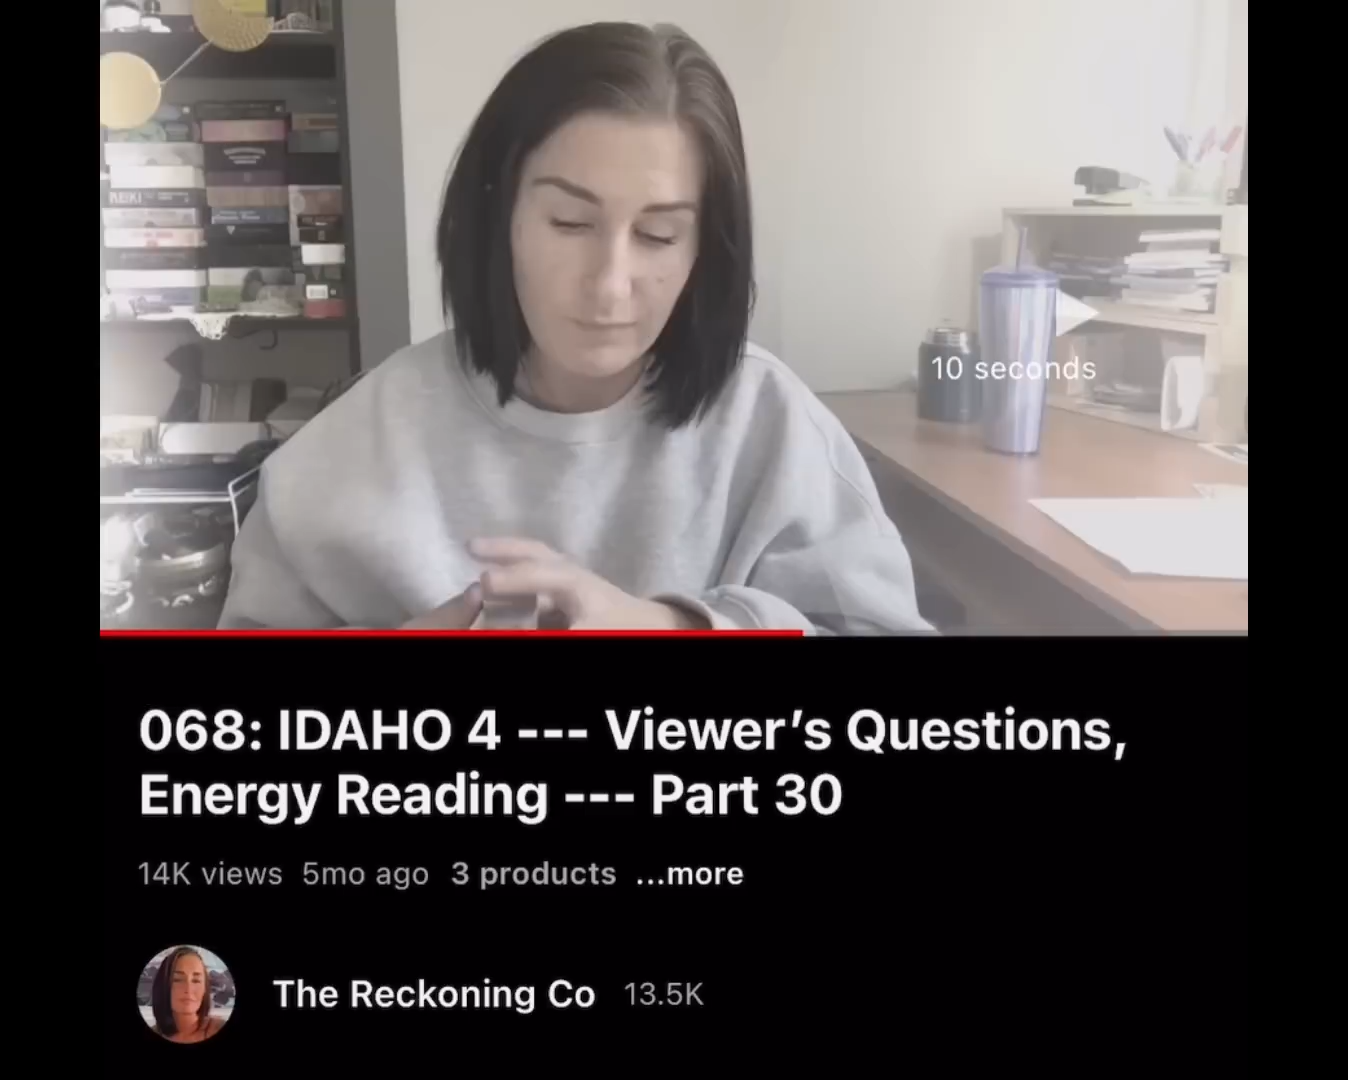 REIKI
10 seconds
068: IDAHO 4 --- Viewer’s Questions,
Energy Reading --- Part 30
14K views 5mo ago 3 products ...more
The Reckoning Co 13.5K